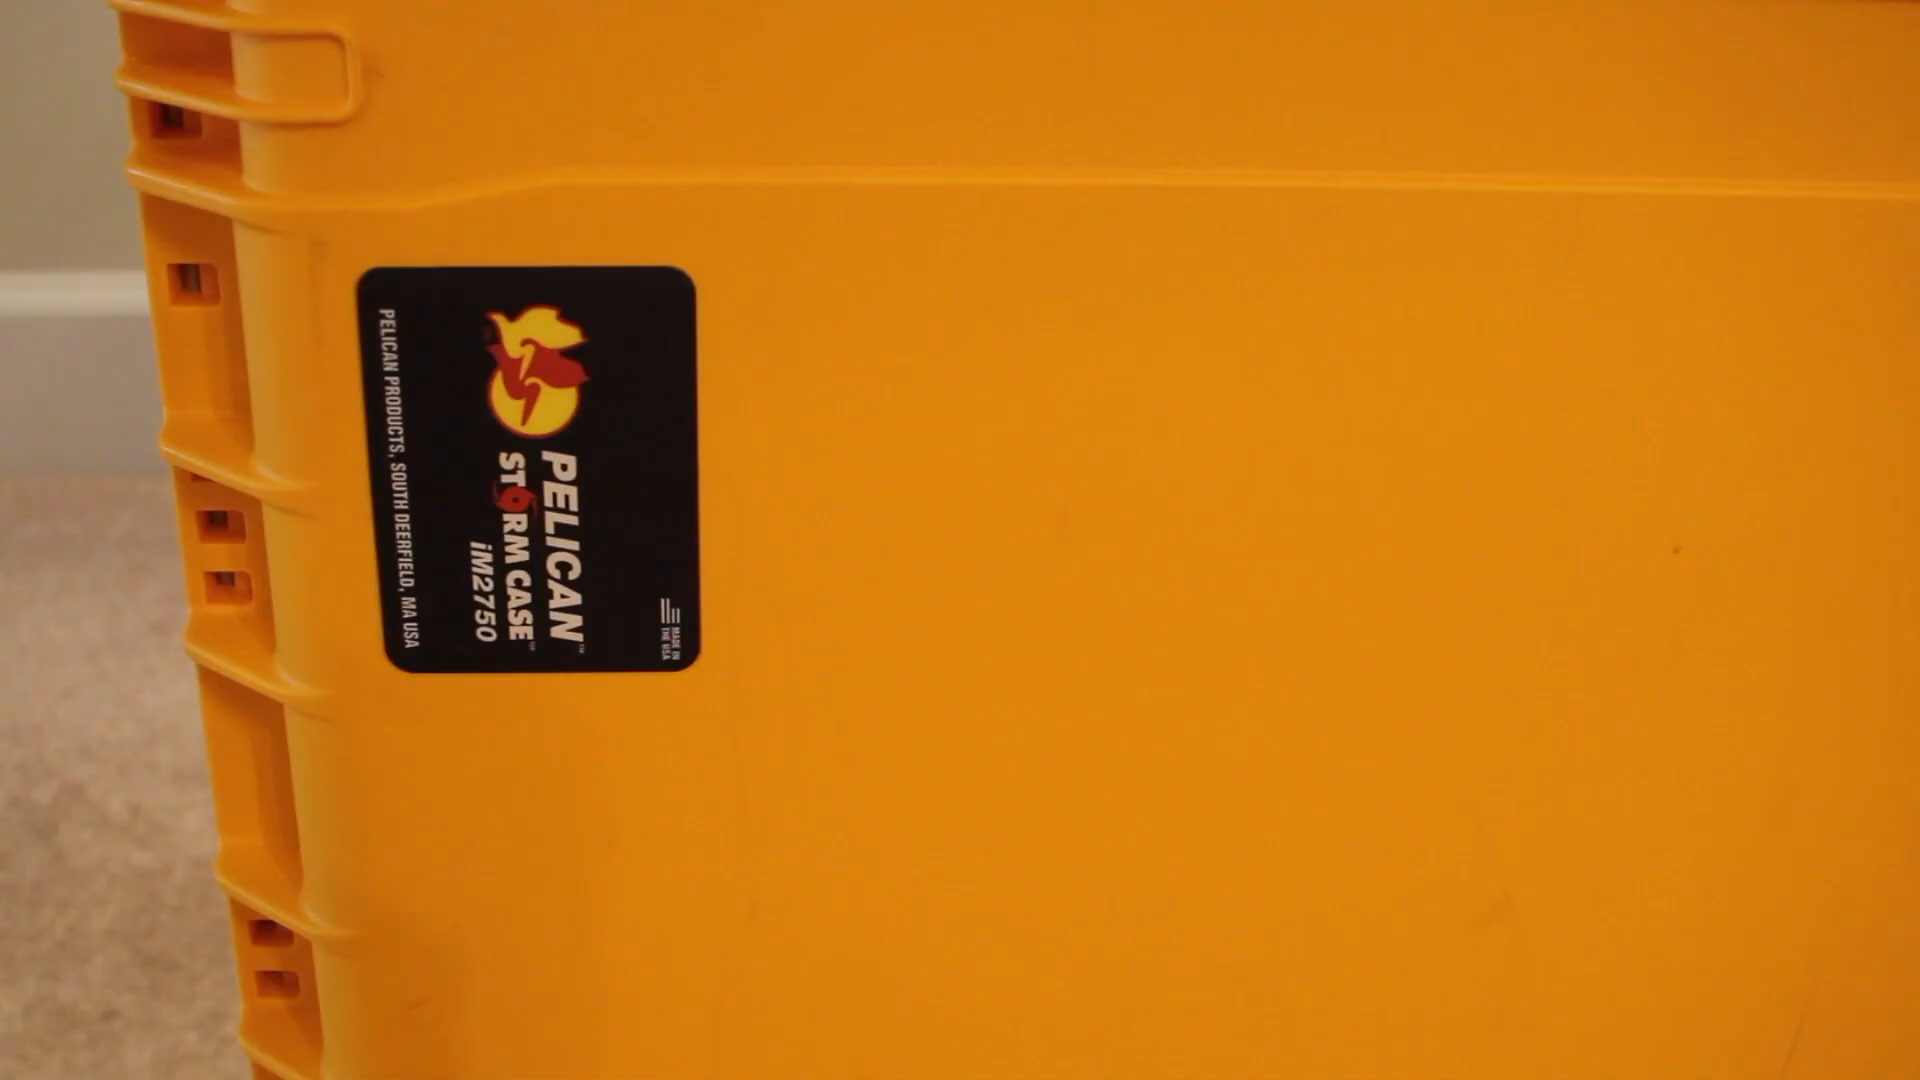 MADE IN
THE USA
PELICAN™
STORM CASE™
iM2750
PELICAN PRODUCTS, SOUTH DEERFIELD, MA USA